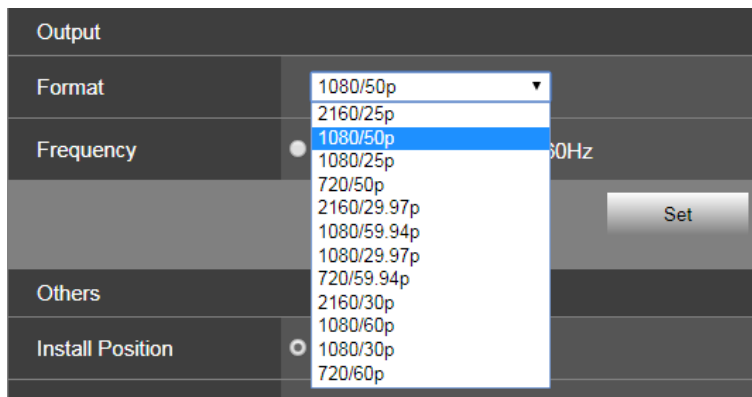 Output
Format
1080/50p
2160/25p
1080/50p
1080/25p
720/50p
2160/29.97p
1080/59.94p
1080/29.97p
720/59.94p
2160/30p
1080/60p
1080/30p
720/60p
Frequency
60Hz
Set
Others
Install Position